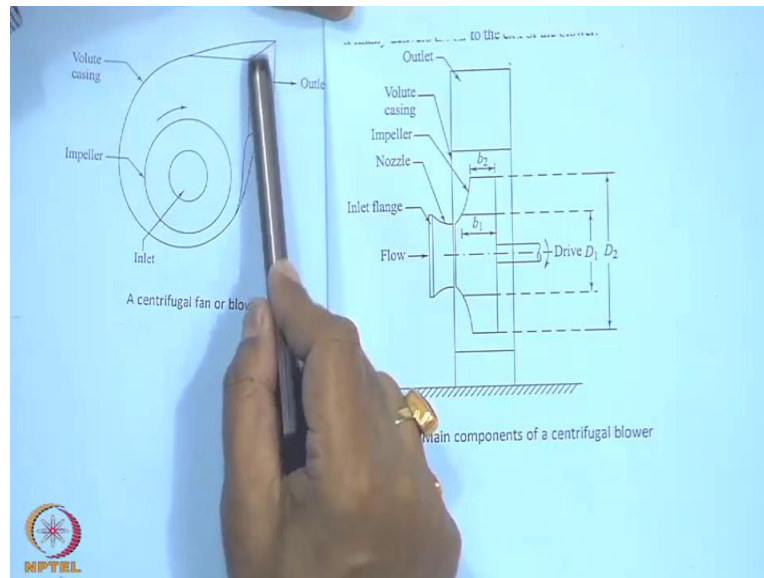 Volute
casing
Outle
Impeller
Inlet
A centrifugal fan or blow
to the
of the blower.
Outlet
Volute
casing
Impeller
b2
Nozzle
Inlet flange
b1
Flow
Drive
D1
D2
Main components of a centrifugal blower
NPTEL